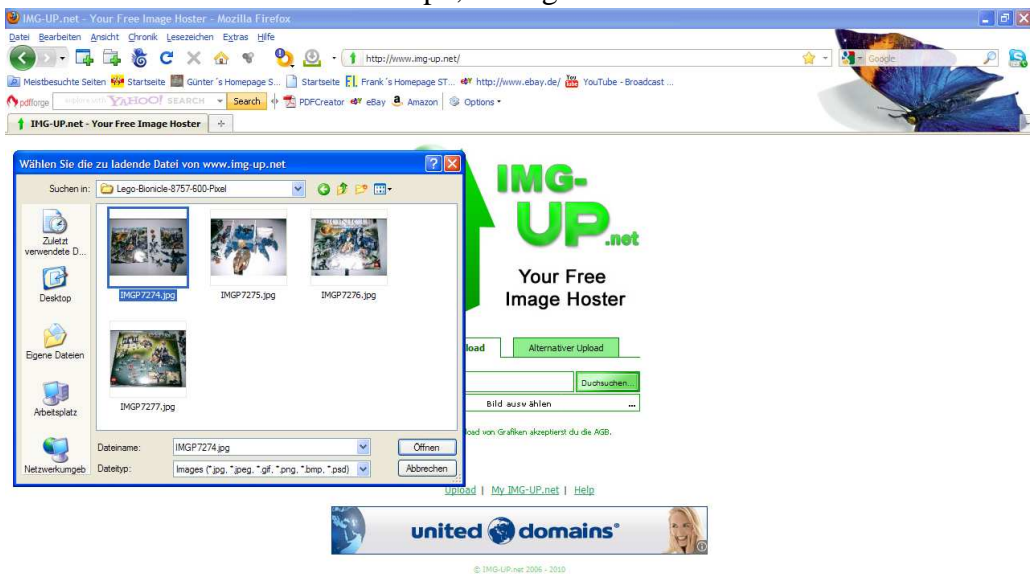 IMG-UP.net - Your Free Image Hoster - Mozilla Firefox
Datei Bearbeiten Ansicht Chronik Lesezeichen Extras Hilfe
http://www.img-up.net/
Google
Meistbesuchte Seiten Startseite Günter´s Homepage S... Startseite Frank´s Homepage ST... http://www.ebay.de/ YouTube - Broadcast ...
pdfforge YAHOO! SEARCH Search PDFCreator eBay Amazon Options
IMG-UP.net - Your Free Image Hoster
Wählen Sie die zu ladende Datei von www.img-up.net
Suchen in: Lego-Bionicle-8757-600-Pixel
Zuletzt
verwendete D...
Desktop
Eigene Dateien
Arbeitsplatz
Netzwerkumgeb
IMGP7274.jpg IMGP7275.jpg IMGP7276.jpg
IMGP7277.jpg
Dateiname: IMGP7274.jpg Öffnen
Dateityp: Images (*.jpg, *.jpeg, *.gif, *.png, *.bmp, *.psd) Abbrechen
IMG-
UP.net
Your Free
Image Hoster
load Alternativer Upload
Durchsuchen...
Bild auswählen ...
load von Grafiken akzeptierst du die AGB.
Upload | My IMG-UP.net | Help
united domains
© IMG-UP.net 2006 - 2010